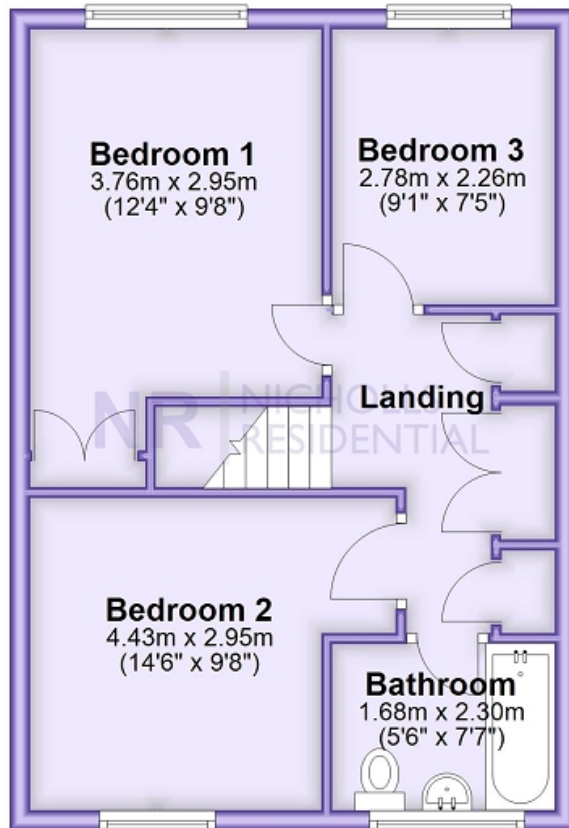 Bedroom 1
3.76m x 2.95m
(12'4" x 9'8")
Bedroom 3
2.78m x 2.26m
(9'1" x 7'5")
Landing
NR NICHOLLS
RESIDENTIAL
Bedroom 2
4.43m x 2.95m
(14'6" x 9'8")
Bathroom
1.68m x 2.30m
(5'6" x 7'7")